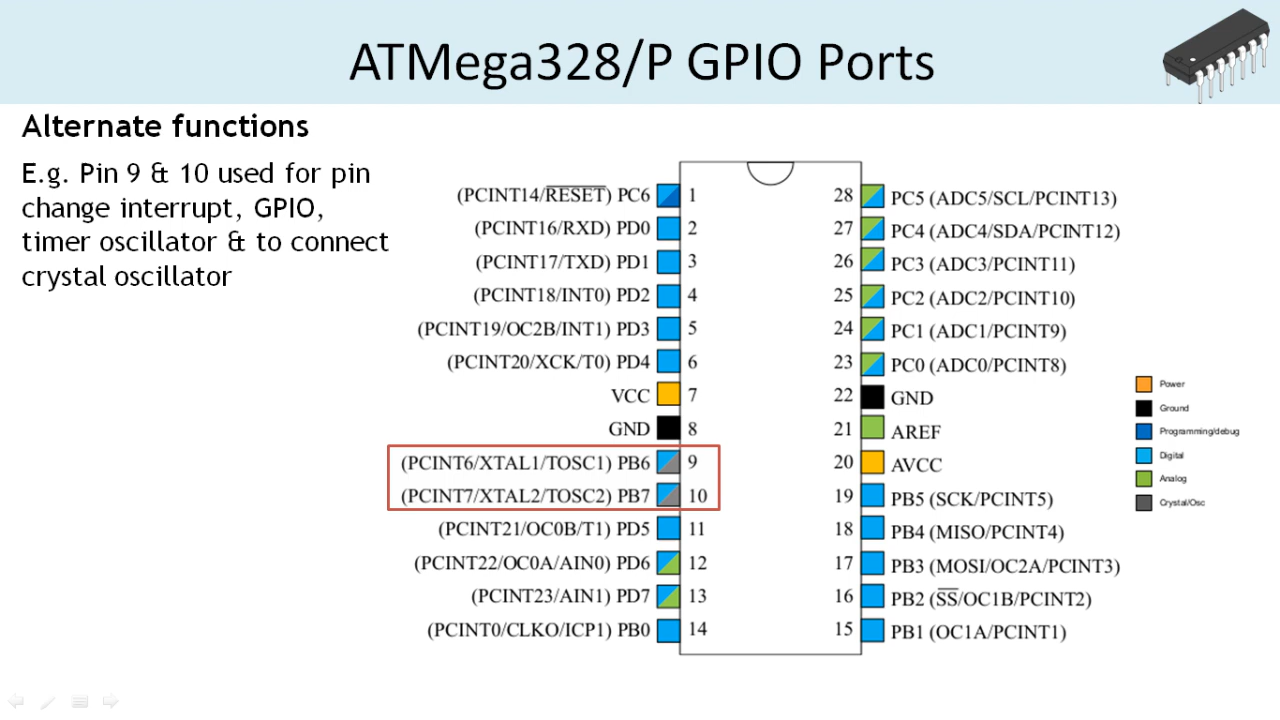 ATMega328/P GPIO Ports
Alternate functions
E.g. Pin 9 & 10 used for pin
change interrupt, GPIO,
timer oscillator & to connect
crystal oscillator
(PCINT14/RESET) PC6 1
(PCINT16/RXD) PD0 2
(PCINT17/TXD) PD1 3
(PCINT18/INT0) PD2 4
(PCINT19/OC2B/INT1) PD3 5
(PCINT20/XCK/T0) PD4 6
VCC 7
GND 8
(PCINT6/XTAL1/TOSC1) PB6 9
(PCINT7/XTAL2/TOSC2) PB7 10
(PCINT21/OC0B/T1) PD5 11
(PCINT22/OC0A/AIN0) PD6 12
(PCINT23/AIN1) PD7 13
(PCINT0/CLKO/ICP1) PB0 14
28 PC5 (ADC5/SCL/PCINT13)
27 PC4 (ADC4/SDA/PCINT12)
26 PC3 (ADC3/PCINT11)
25 PC2 (ADC2/PCINT10)
24 PC1 (ADC1/PCINT9)
23 PC0 (ADC0/PCINT8)
22 GND
21 AREF
20 AVCC
19 PB5 (SCK/PCINT5)
18 PB4 (MISO/PCINT4)
17 PB3 (MOSI/OC2A/PCINT3)
16 PB2 (SS/OC1B/PCINT2)
15 PB1 (OC1A/PCINT1)
Power
Ground
Programming/debug
Digital
Analog
Crystal/Osc